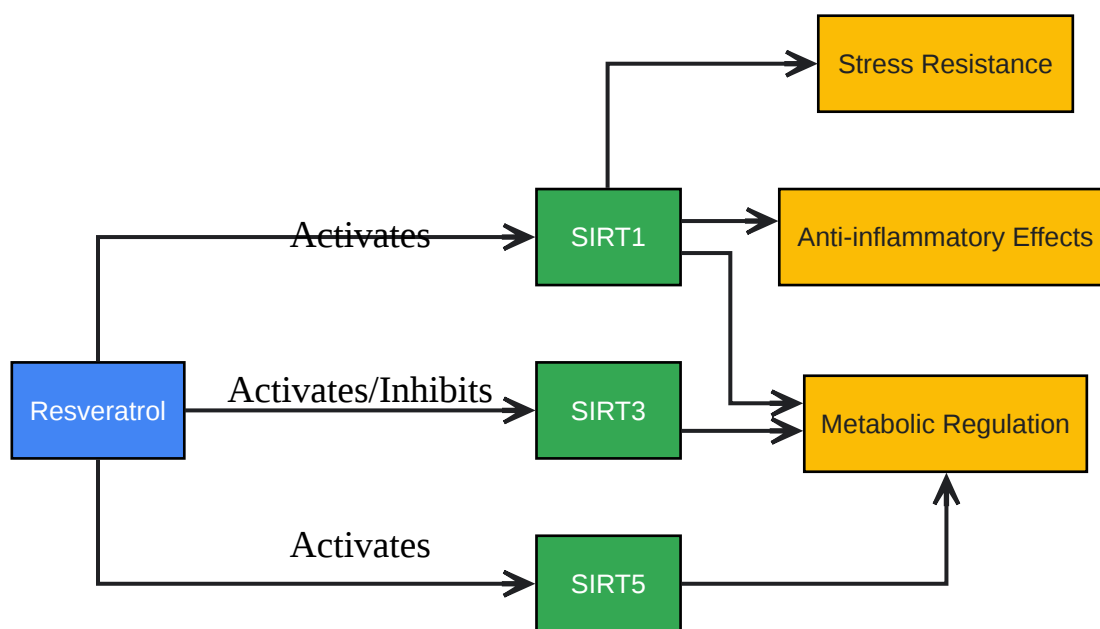 Stress Resistance
Activates
SIRT1
Anti-inflammatory Effects
Resveratrol
Activates/Inhibits
SIRT3
Metabolic Regulation
Activates
SIRT5